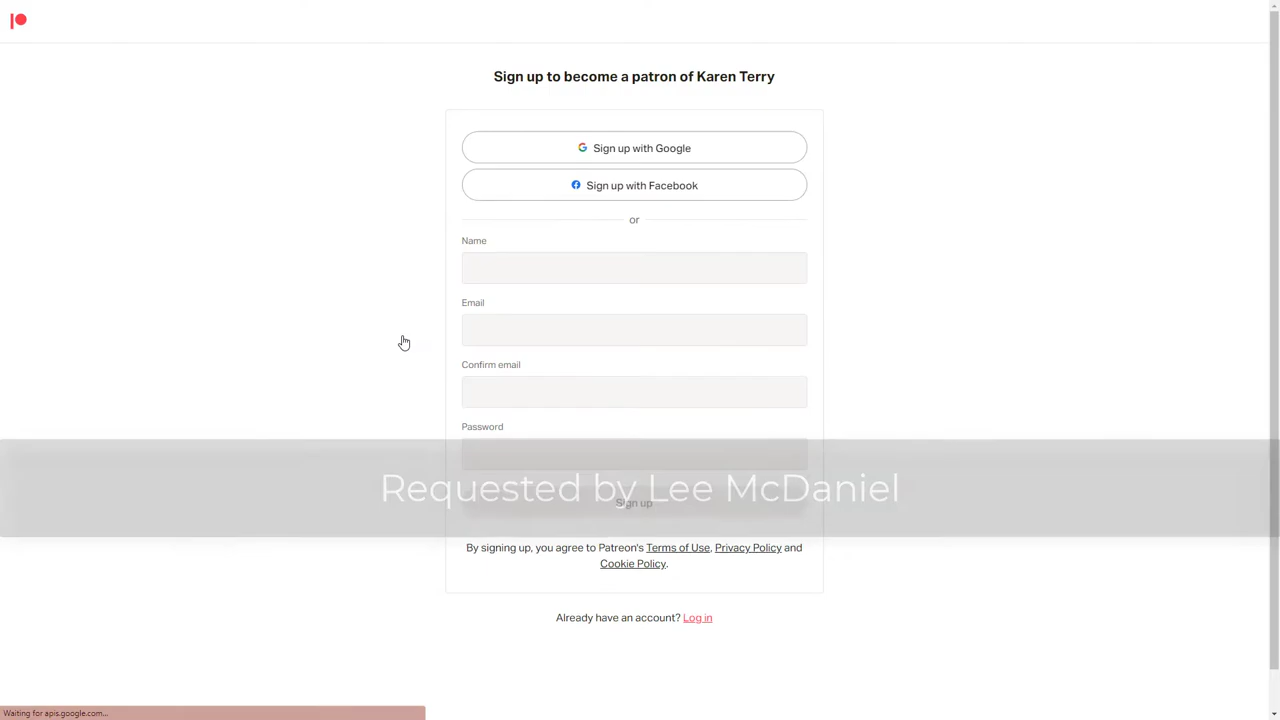 Sign up to become a patron of Karen Terry
Sign up with Google
Sign up with Facebook
or
Name
Email
Confirm email
Password
Requested by Lee McDaniel
Sign up
By signing up, you agree to Patreon's Terms of Use, Privacy Policy and
Cookie Policy.
Already have an account? Log in
Waiting for apis.google.com...